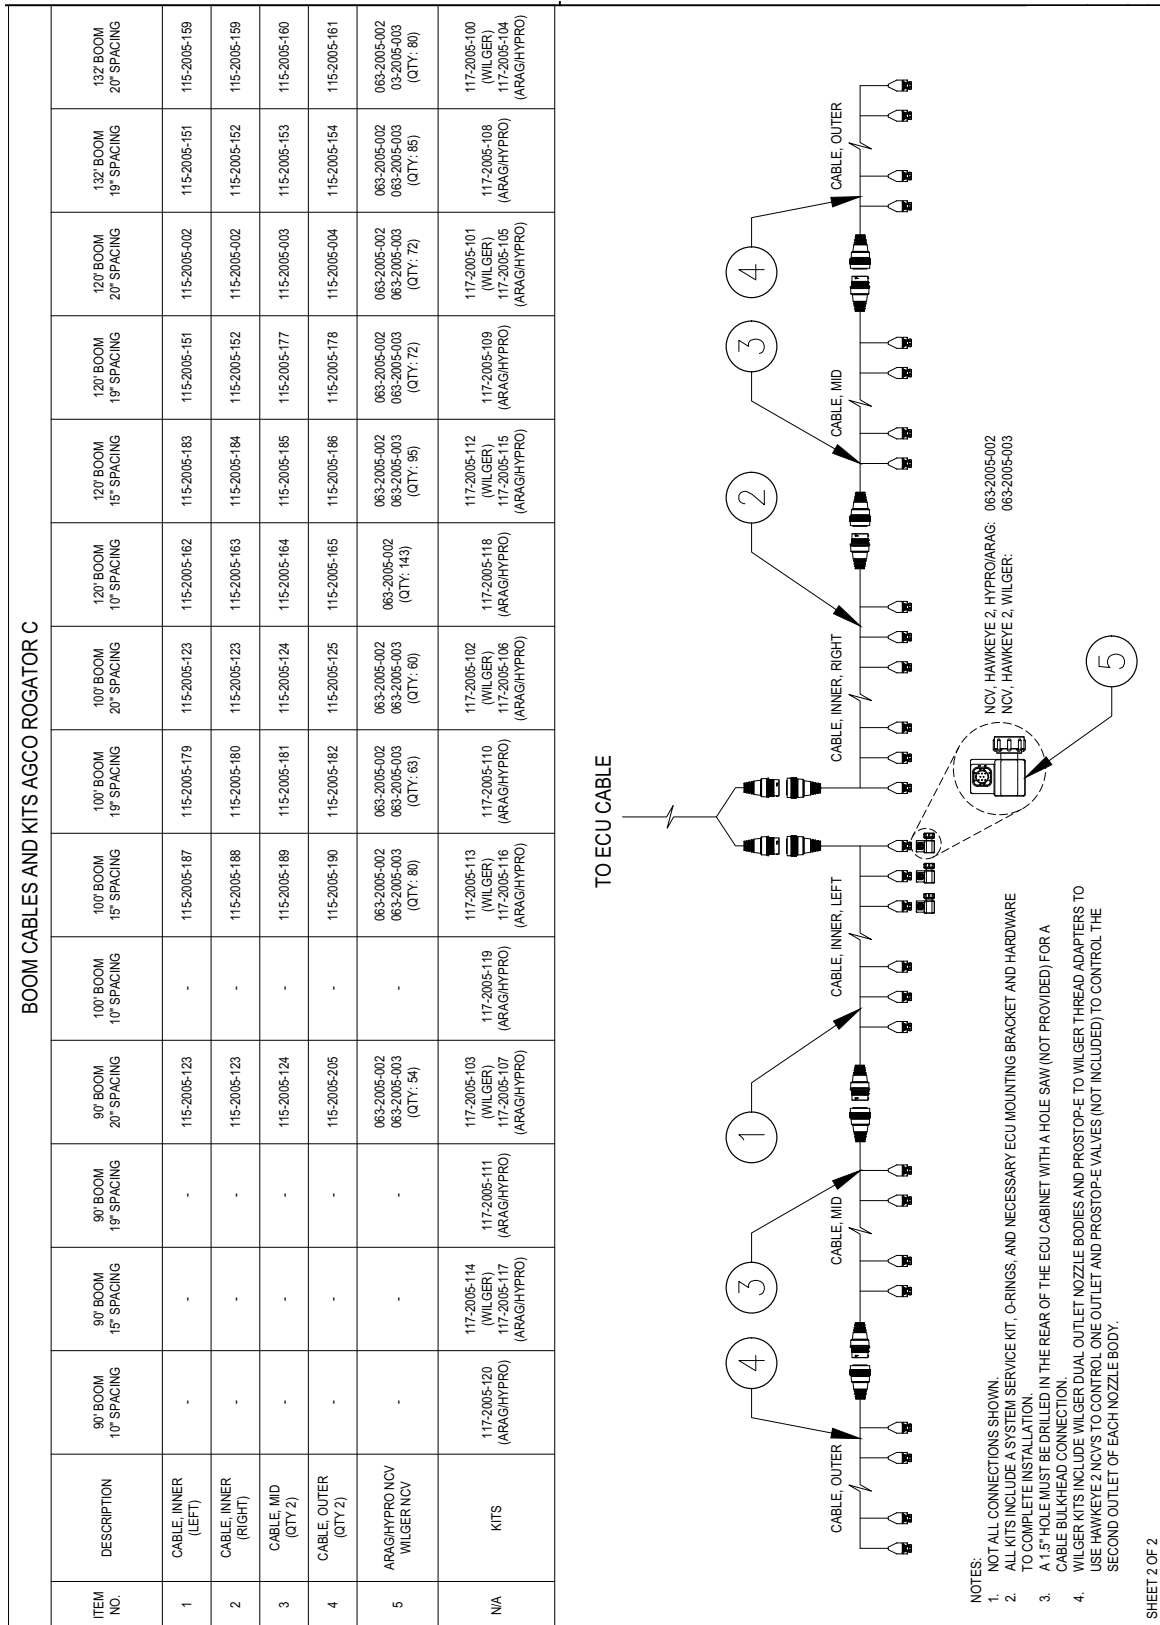 BOOM CABLES AND KITS AGCO ROGATOR C
ITEM
NO.
DESCRIPTION
90' BOOM
10" SPACING
90' BOOM
15" SPACING
90' BOOM
19" SPACING
90' BOOM
20" SPACING
100' BOOM
10" SPACING
100' BOOM
15" SPACING
100' BOOM
19" SPACING
100' BOOM
20" SPACING
120' BOOM
10" SPACING
120' BOOM
15" SPACING
120' BOOM
19" SPACING
120' BOOM
20" SPACING
132' BOOM
19" SPACING
132' BOOM
20" SPACING
1
CABLE, INNER
(LEFT)
-
-
-
115-2005-123
-
115-2005-187
115-2005-179
115-2005-123
115-2005-162
115-2005-183
115-2005-151
115-2005-002
115-2005-151
115-2005-159
2
CABLE, INNER
(RIGHT)
-
-
-
115-2005-123
-
115-2005-188
115-2005-180
115-2005-123
115-2005-163
115-2005-184
115-2005-152
115-2005-002
115-2005-152
115-2005-159
3
CABLE, MID
(QTY 2)
-
-
-
115-2005-124
-
115-2005-189
115-2005-181
115-2005-124
115-2005-164
115-2005-185
115-2005-177
115-2005-003
115-2005-153
115-2005-160
4
CABLE, OUTER
(QTY 2)
-
-
-
115-2005-205
-
115-2005-190
115-2005-182
115-2005-125
115-2005-165
115-2005-186
115-2005-178
115-2005-004
115-2005-154
115-2005-161
5
ARAG/HYPRO NCV
WILGER NCV
-
-
-
063-2005-002
063-2005-003
(QTY: 54)
-
063-2005-002
063-2005-003
(QTY: 80)
063-2005-002
063-2005-003
(QTY: 63)
063-2005-002
063-2005-003
(QTY: 60)
063-2005-002
(QTY: 143)
063-2005-002
063-2005-003
(QTY: 95)
063-2005-002
063-2005-003
(QTY: 72)
063-2005-002
063-2005-003
(QTY: 72)
063-2005-002
063-2005-003
(QTY: 85)
063-2005-002
03-2005-003
(QTY: 80)
N/A
KITS
117-2005-120
(ARAG/HYPRO)
117-2005-114
(WILGER)
117-2005-117
(ARAG/HYPRO)
117-2005-111
(ARAG/HYPRO)
117-2005-103
(WILGER)
117-2005-107
(ARAG/HYPRO)
117-2005-119
(ARAG/HYPRO)
117-2005-113
(WILGER)
117-2005-116
(ARAG/HYPRO)
117-2005-110
(ARAG/HYPRO)
117-2005-102
(WILGER)
117-2005-106
(ARAG/HYPRO)
117-2005-118
(ARAG/HYPRO)
117-2005-112
(WILGER)
117-2005-115
(ARAG/HYPRO)
117-2005-109
(ARAG/HYPRO)
117-2005-101
(WILGER)
117-2005-105
(ARAG/HYPRO)
117-2005-108
(ARAG/HYPRO)
117-2005-100
(WILGER)
117-2005-104
(ARAG/HYPRO)
TO ECU CABLE
4
3
1
2
3
4
CABLE, OUTER
CABLE, MID
CABLE, INNER, LEFT
CABLE, INNER, RIGHT
CABLE, MID
CABLE, OUTER
NCV, HAWKEYE 2, HYPRO/ARAG: 063-2005-002
NCV, HAWKEYE 2, WILGER: 063-2005-003
5
NOTES:
1. NOT ALL CONNECTIONS SHOWN.
2. ALL KITS INCLUDE A SYSTEM SERVICE KIT, O-RINGS, AND NECESSARY ECU MOUNTING BRACKET AND HARDWARE
TO COMPLETE INSTALLATION.
3. A 1.5" HOLE MUST BE DRILLED IN THE REAR OF THE ECU CABINET WITH A HOLE SAW (NOT PROVIDED) FOR A
CABLE BULKHEAD CONNECTION.
4. WILGER KITS INCLUDE WILGER DUAL OUTLET NOZZLE BODIES AND PROSTOP-E TO WILGER THREAD ADAPTERS TO
USE HAWKEYE 2 NCV'S TO CONTROL ONE OUTLET AND PROSTOP-E VALVES (NOT INCLUDED) TO CONTROL THE
SECOND OUTLET OF EACH NOZZLE BODY.
SHEET 2 OF 2